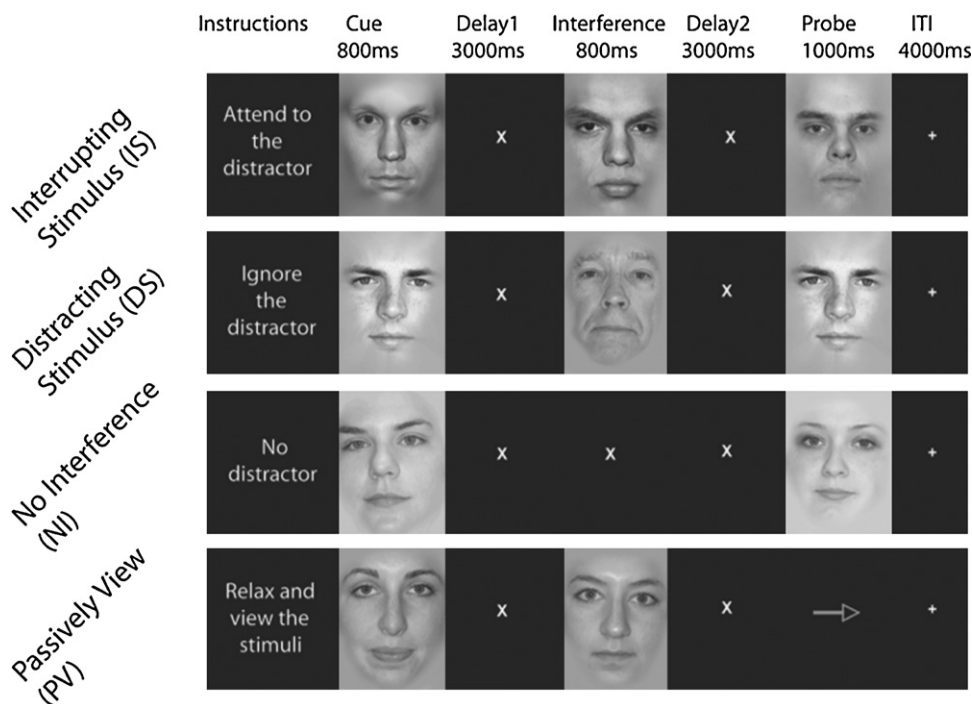 Instructions Cue Delay1 Interference Delay2 Probe ITI
800ms 3000ms 800ms 3000ms 1000ms 4000ms
Interrupting
Stimulus (IS)
Attend to
the
distractor
X
X
+
Distracting
Stimulus (DS)
Ignore
the
distractor
X
X
+
No Interference
(NI)
No
distractor
X
X
X
+
Passively View
(PV)
Relax and
view the
stimuli
X
X
+